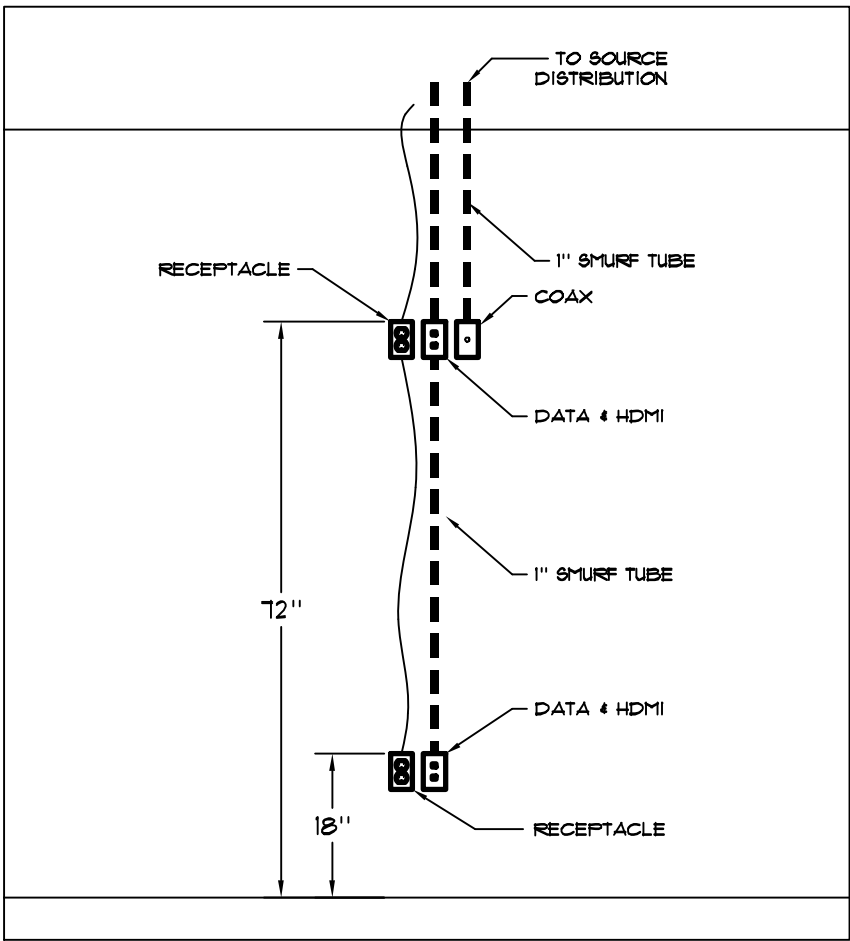 TO SOURCE
DISTRIBUTION
1" SMURF TUBE
RECEPTACLE
COAX
DATA & HDMI
1" SMURF TUBE
72"
DATA & HDMI
18"
RECEPTACLE